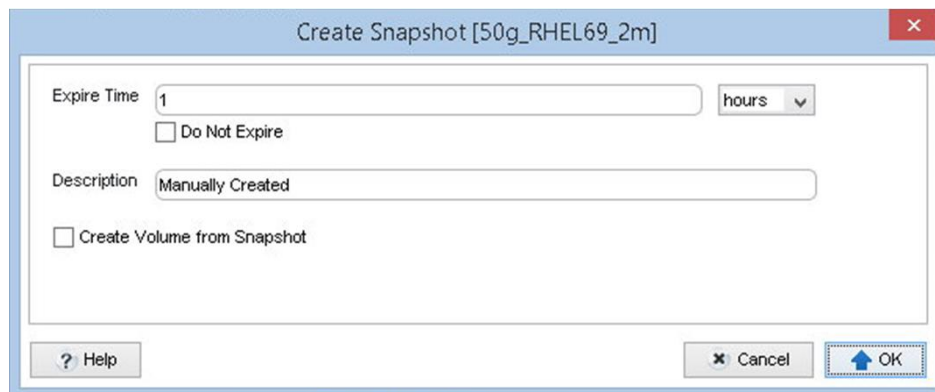 Create Snapshot [50g_RHEL69_2m]
Expire Time 1 hours
Do Not Expire
Description Manually Created
Create Volume from Snapshot
? Help Cancel OK